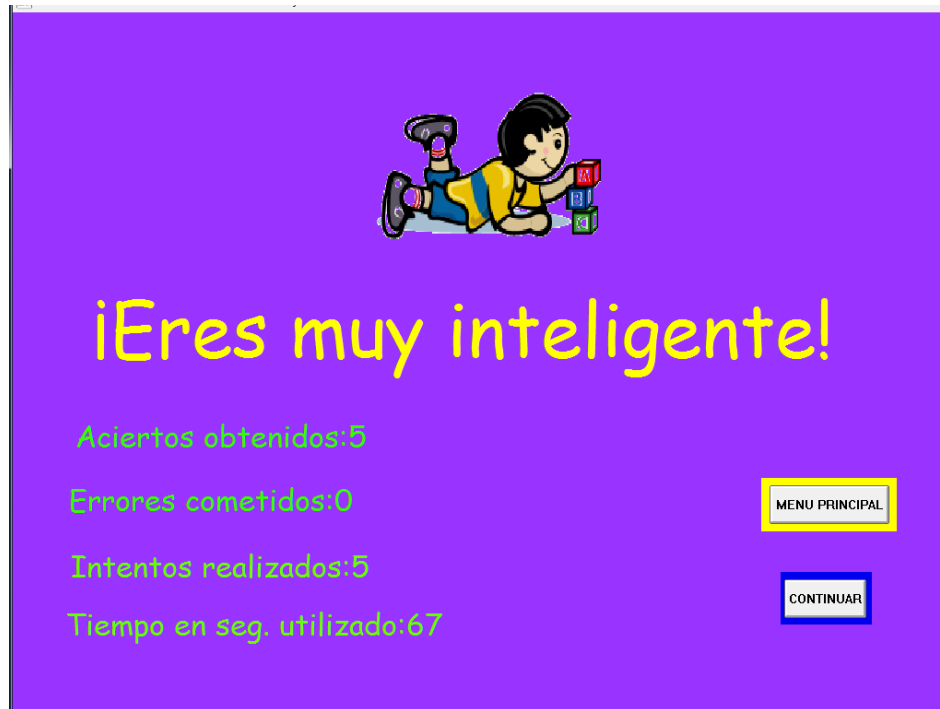 ¡Eres muy inteligente!
Aciertos obtenidos:5
Errores cometidos:0
MENU PRINCIPAL
Intentos realizados:5
CONTINUAR
Tiempo en seg. utilizado:67